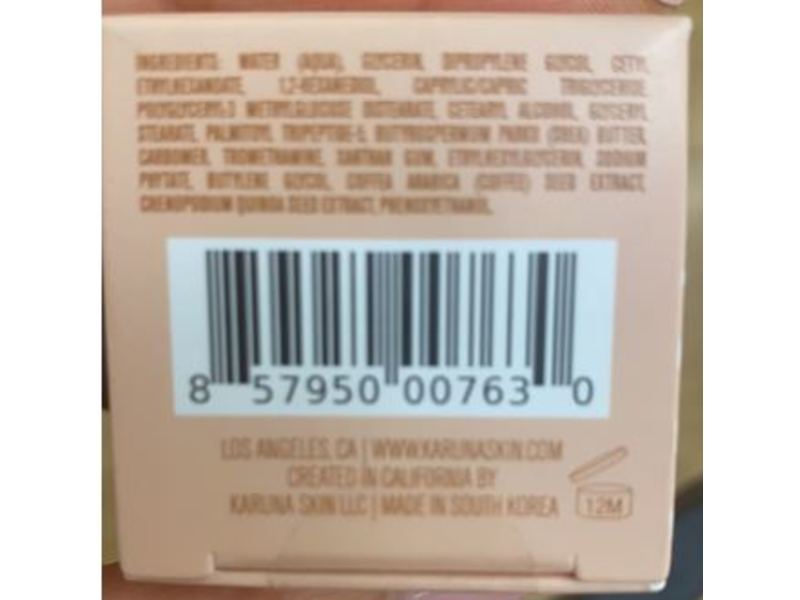 INGREDIENTS: WATER (AQUA), GLYCERIN, DIPROPYLENE GLYCOL, CETYL
ETHYLHEXANOATE, 1,2-HEXANEDIOL, CAPRYLIC/CAPRIC TRIGLYCERIDE
POLYGLYCERYL-3 METHYLGLUCOSE DISTEARATE, CETEARYL ALCOHOL, GLYCERYL
STEARATE, PALMITOYL TRIPEPTIDE-5, BUTYROSPERMUM PARKII (SHEA) BUTTER,
CARBOMER, TROMETHAMINE, XANTHAN GUM, ETHYLHEXYLGLYCERIN, SODIUM
PHYTATE, BUTYLENE GLYCOL, COFFEA ARABICA (COFFEE) SEED EXTRACT,
CHENOPODIUM QUINOA SEED EXTRACT, PHENOXYETHANOL.
8 57950 00763 0
LOS ANGELES, CA | WWW.KARUNASKIN.COM
CREATED IN CALIFORNIA BY
KARUNA SKIN LLC | MADE IN SOUTH KOREA
12M